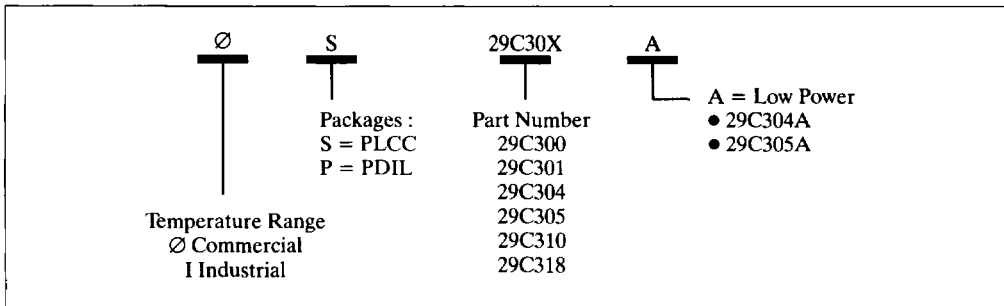 Ø S 29C30X A
A = Low Power
● 29C304A
● 29C305A
Packages :
S = PLCC
P = PDIL
Part Number
29C300
29C301
29C304
29C305
29C310
29C318
Temperature Range
Ø Commercial
I Industrial